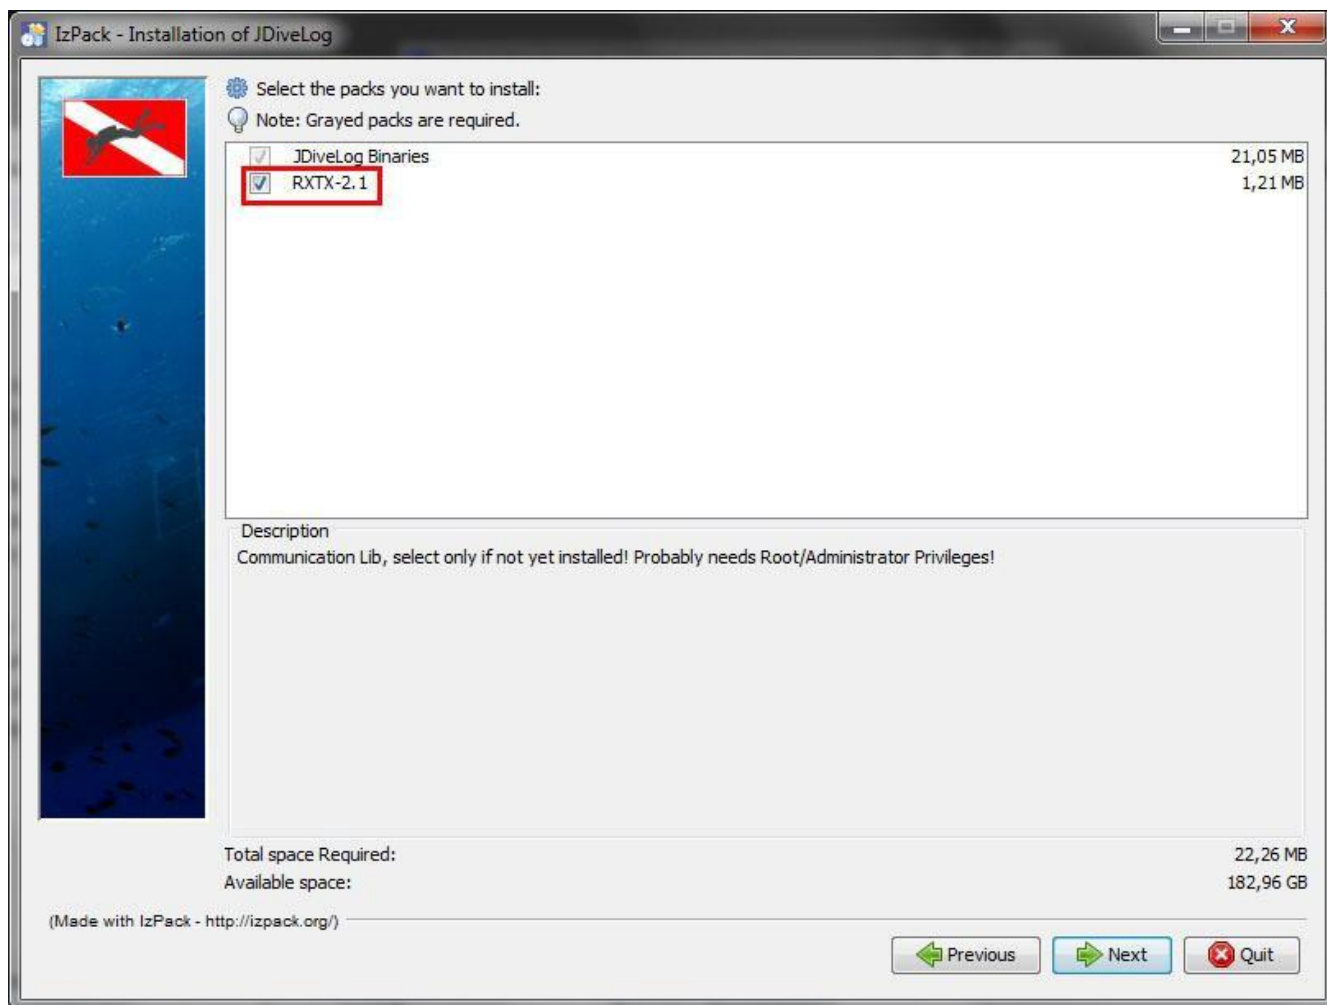 IzPack - Installation of JDiveLog
Select the packs you want to install:
Note: Grayed packs are required.
JDiveLog Binaries 21,05 MB
RXTX-2.1 1,21 MB
Description
Communication Lib, select only if not yet installed! Probably needs Root/Administrator Privileges!
Total space Required: 22,26 MB
Available space: 182,96 GB
(Made with IzPack - http://izpack.org/)
Previous Next Quit